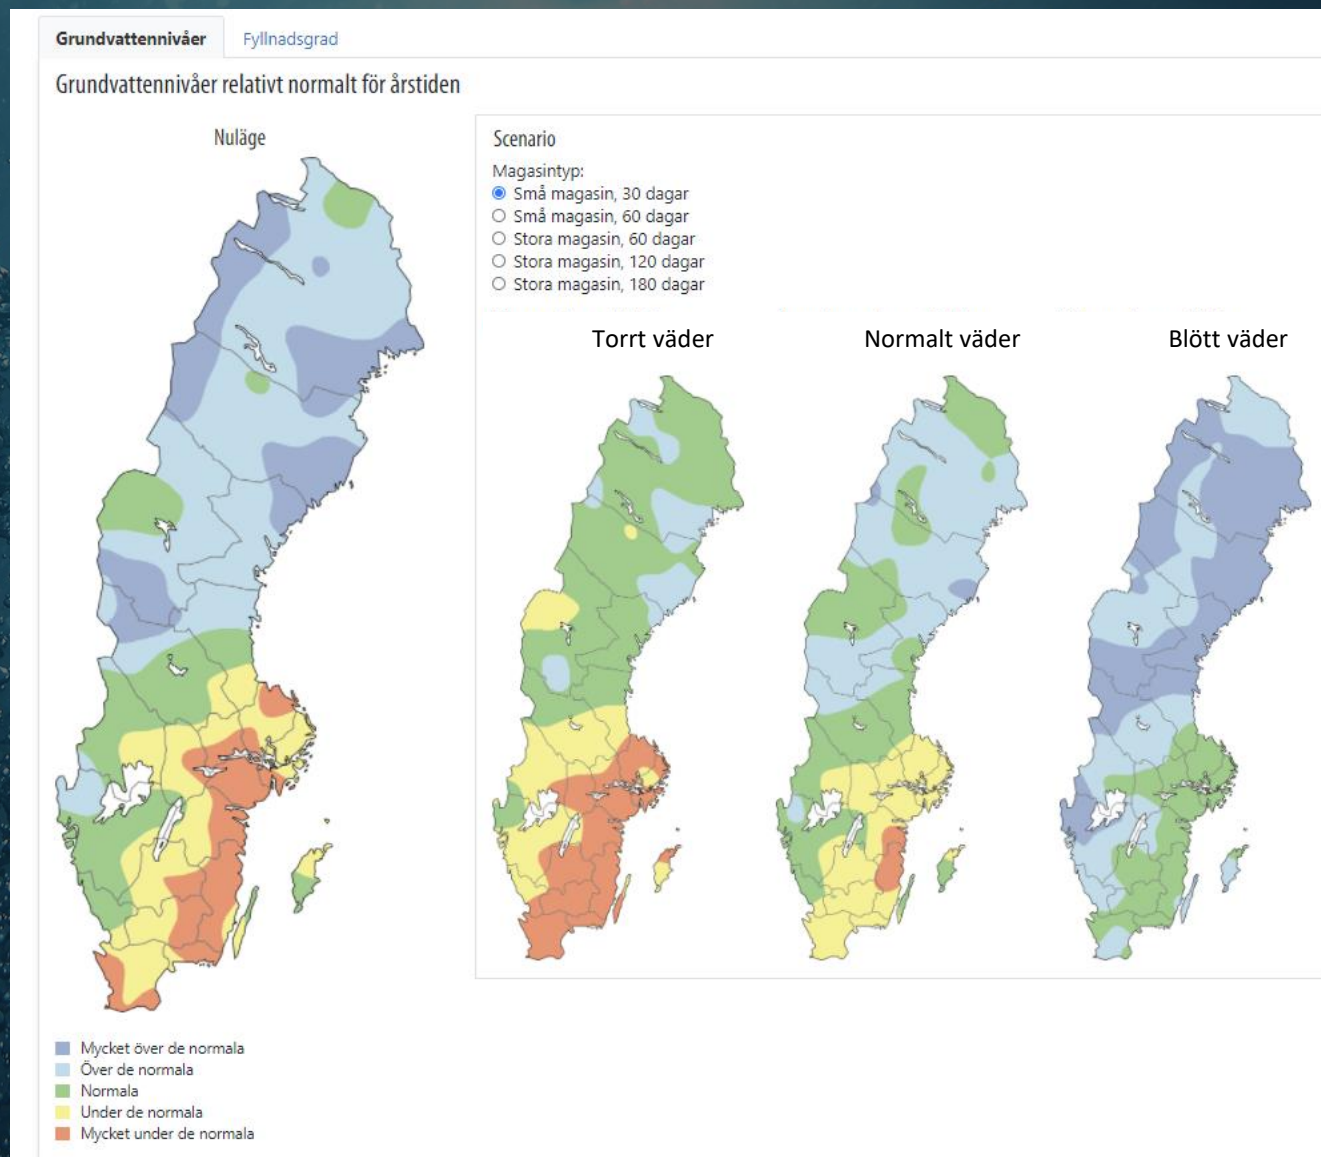 Grundvattennivåer
Fyllnadsgrad
Grundvattennivåer relativt normalt för årstiden
Nuläge
Scenario
Magasintyp:
Små magasin, 30 dagar
Små magasin, 60 dagar
Stora magasin, 60 dagar
Stora magasin, 120 dagar
Stora magasin, 180 dagar
Torrt väder
Normalt väder
Blött väder
Mycket över de normala
Över de normala
Normala
Under de normala
Mycket under de normala